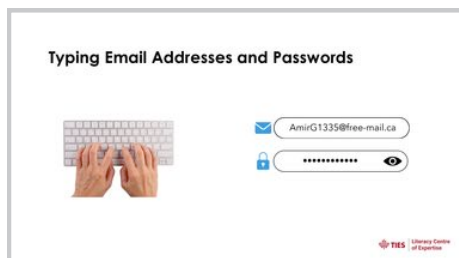 Typing Email Addresses and Passwords
AmirG1335@free-mail.ca
••••••••••••
TIES
Literacy Centre
of Expertise